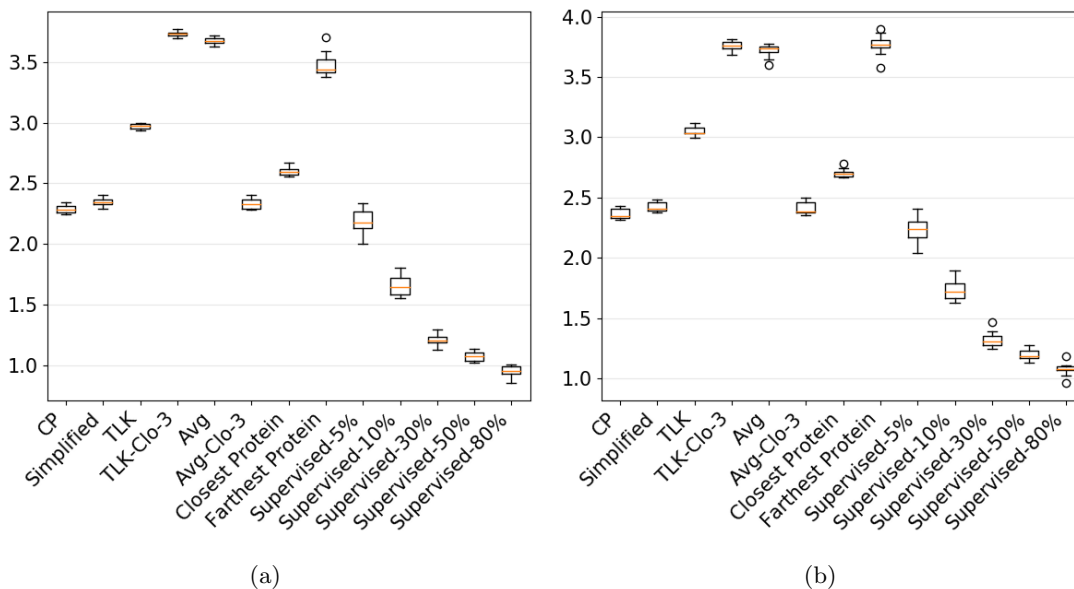 3.5
3.0
2.5
2.0
1.5
1.0
CP
Simplified
TLK
TLK-Clo-3
Avg
Avg-Clo-3
Closest Protein
Farthest Protein
Supervised-5%
Supervised-10%
Supervised-30%
Supervised-50%
Supervised-80%
(a)
4.0
3.5
3.0
2.5
2.0
1.5
1.0
CP
Simplified
TLK
TLK-Clo-3
Avg
Avg-Clo-3
Closest Protein
Farthest Protein
Supervised-5%
Supervised-10%
Supervised-30%
Supervised-50%
Supervised-80%
(b)